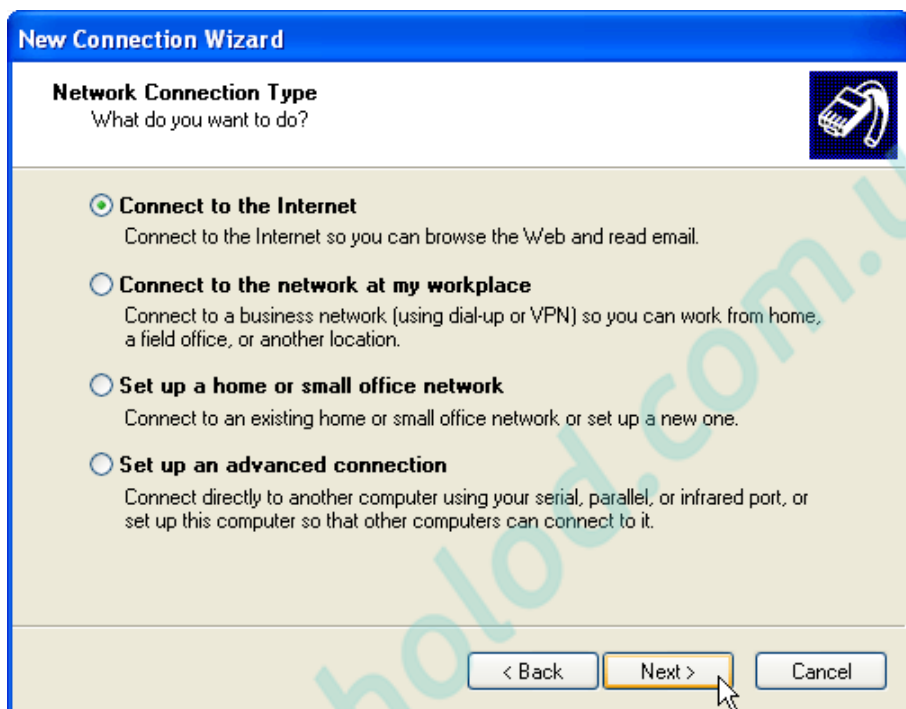 New Connection Wizard
Network Connection Type
What do you want to do?
Connect to the Internet
Connect to the Internet so you can browse the Web and read email.
Connect to the network at my workplace
Connect to a business network (using dial-up or VPN) so you can work from home,
a field office, or another location.
Set up a home or small office network
Connect to an existing home or small office network or set up a new one.
Set up an advanced connection
Connect directly to another computer using your serial, parallel, or infrared port, or
set up this computer so that other computers can connect to it.
holod.com.u
< Back
Next >
Cancel